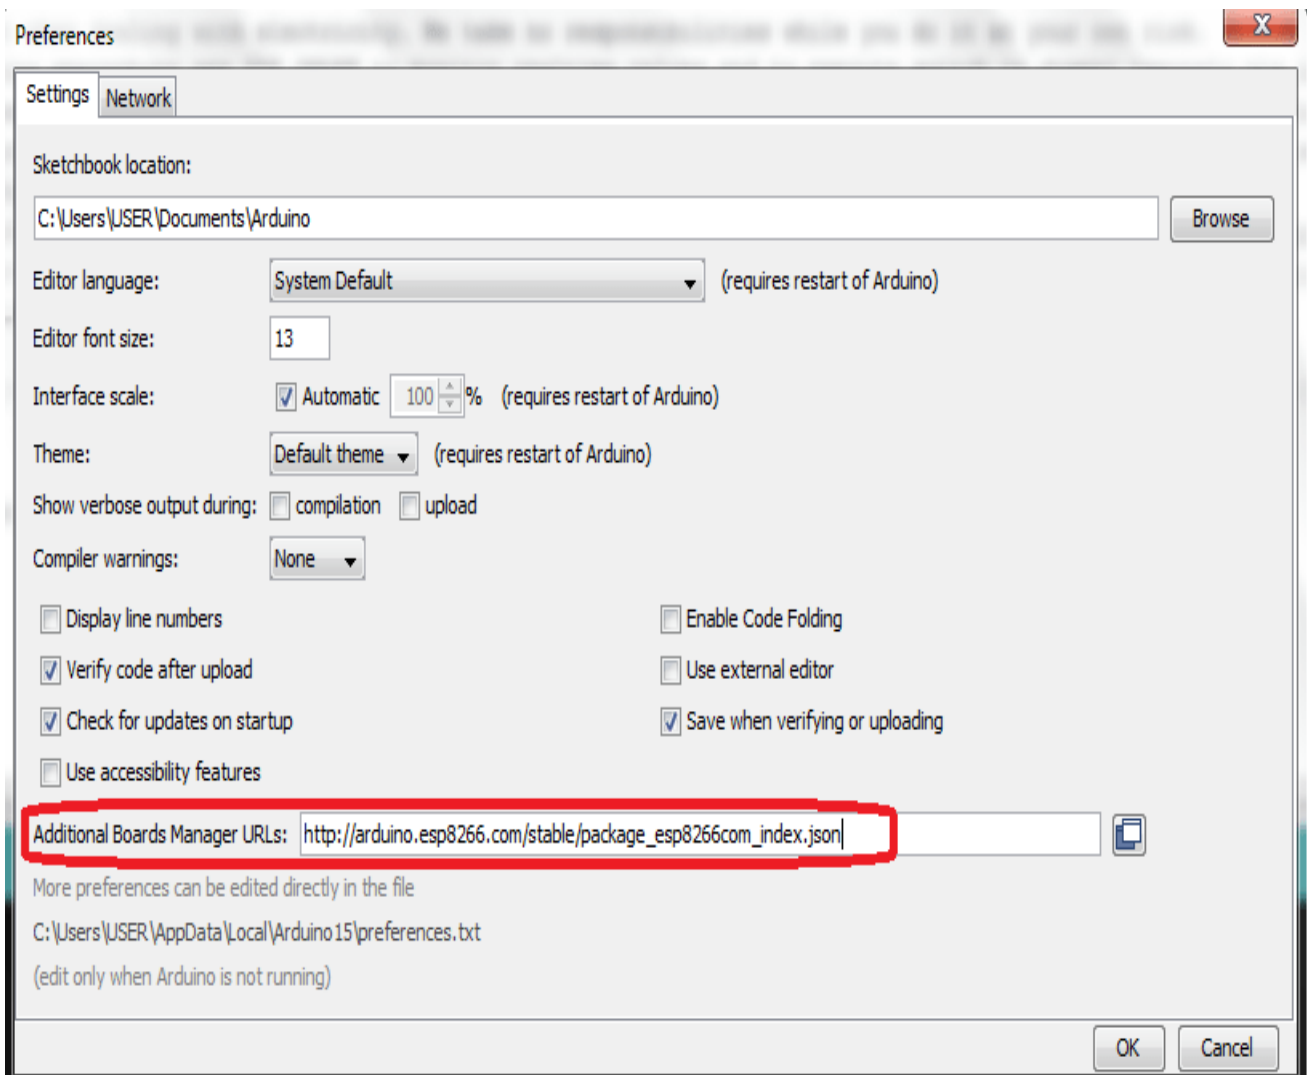 Preferences
X
Settings Network
Sketchbook location:
C:\Users\USER\Documents\Arduino Browse
Editor language: System Default (requires restart of Arduino)
Editor font size: 13
Interface scale: Automatic 100 % (requires restart of Arduino)
Theme: Default theme (requires restart of Arduino)
Show verbose output during: compilation upload
Compiler warnings: None
Display line numbers Enable Code Folding
Verify code after upload Use external editor
Check for updates on startup Save when verifying or uploading
Use accessibility features
Additional Boards Manager URLs: http://arduino.esp8266.com/stable/package_esp8266com_index.json
More preferences can be edited directly in the file
C:\Users\USER\AppData\Local\Arduino15\preferences.txt
(edit only when Arduino is not running)
OK Cancel